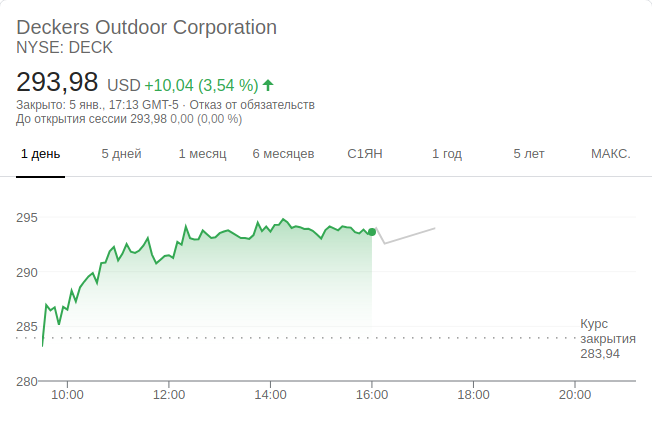 Deckers Outdoor Corporation
NYSE: DECK
293,98 USD +10,04 (3,54 %)
Закрыто: 5 янв., 17:13 GMT-5 · Отказ от обязательств
До открытия сессии 293,98 0,00 (0,00 %)
1 день 5 дней 1 месяц 6 месяцев С1ЯН 1 год 5 лет МАКС.
295
290
285
280
Курс
закрытия
283,94
10:00 12:00 14:00 16:00 18:00 20:00